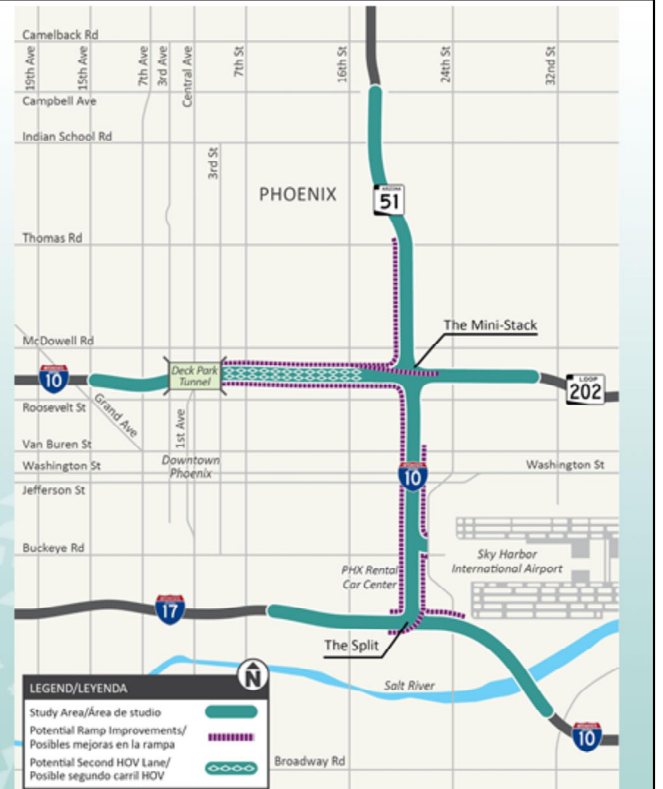 Camelback Rd
19th Ave
15th Ave
7th Ave
3rd Ave
Central Ave
7th St
16th St
24th St
32nd St
Campbell Ave
Indian School Rd
3rd St
PHOENIX
ARIZONA
51
Thomas Rd
The Mini-Stack
McDowell Rd
10
Deck Park
Tunnel
LOOP
202
Roosevelt St
Grand Ave
1st Ave
Van Buren St
Washington St
Downtown
Phoenix
10
Washington St
Jefferson St
Buckeye Rd
Sky Harbor
International Airport
PHX Rental
Car Center
17
The Split
Salt River
N
LEGEND/LEYENDA
Study Area/Área de studio
Potential Ramp Improvements/
Posibles mejoras en la rampa
Potential Second HOV Lane/
Posible segundo carril HOV
Broadway Rd
10